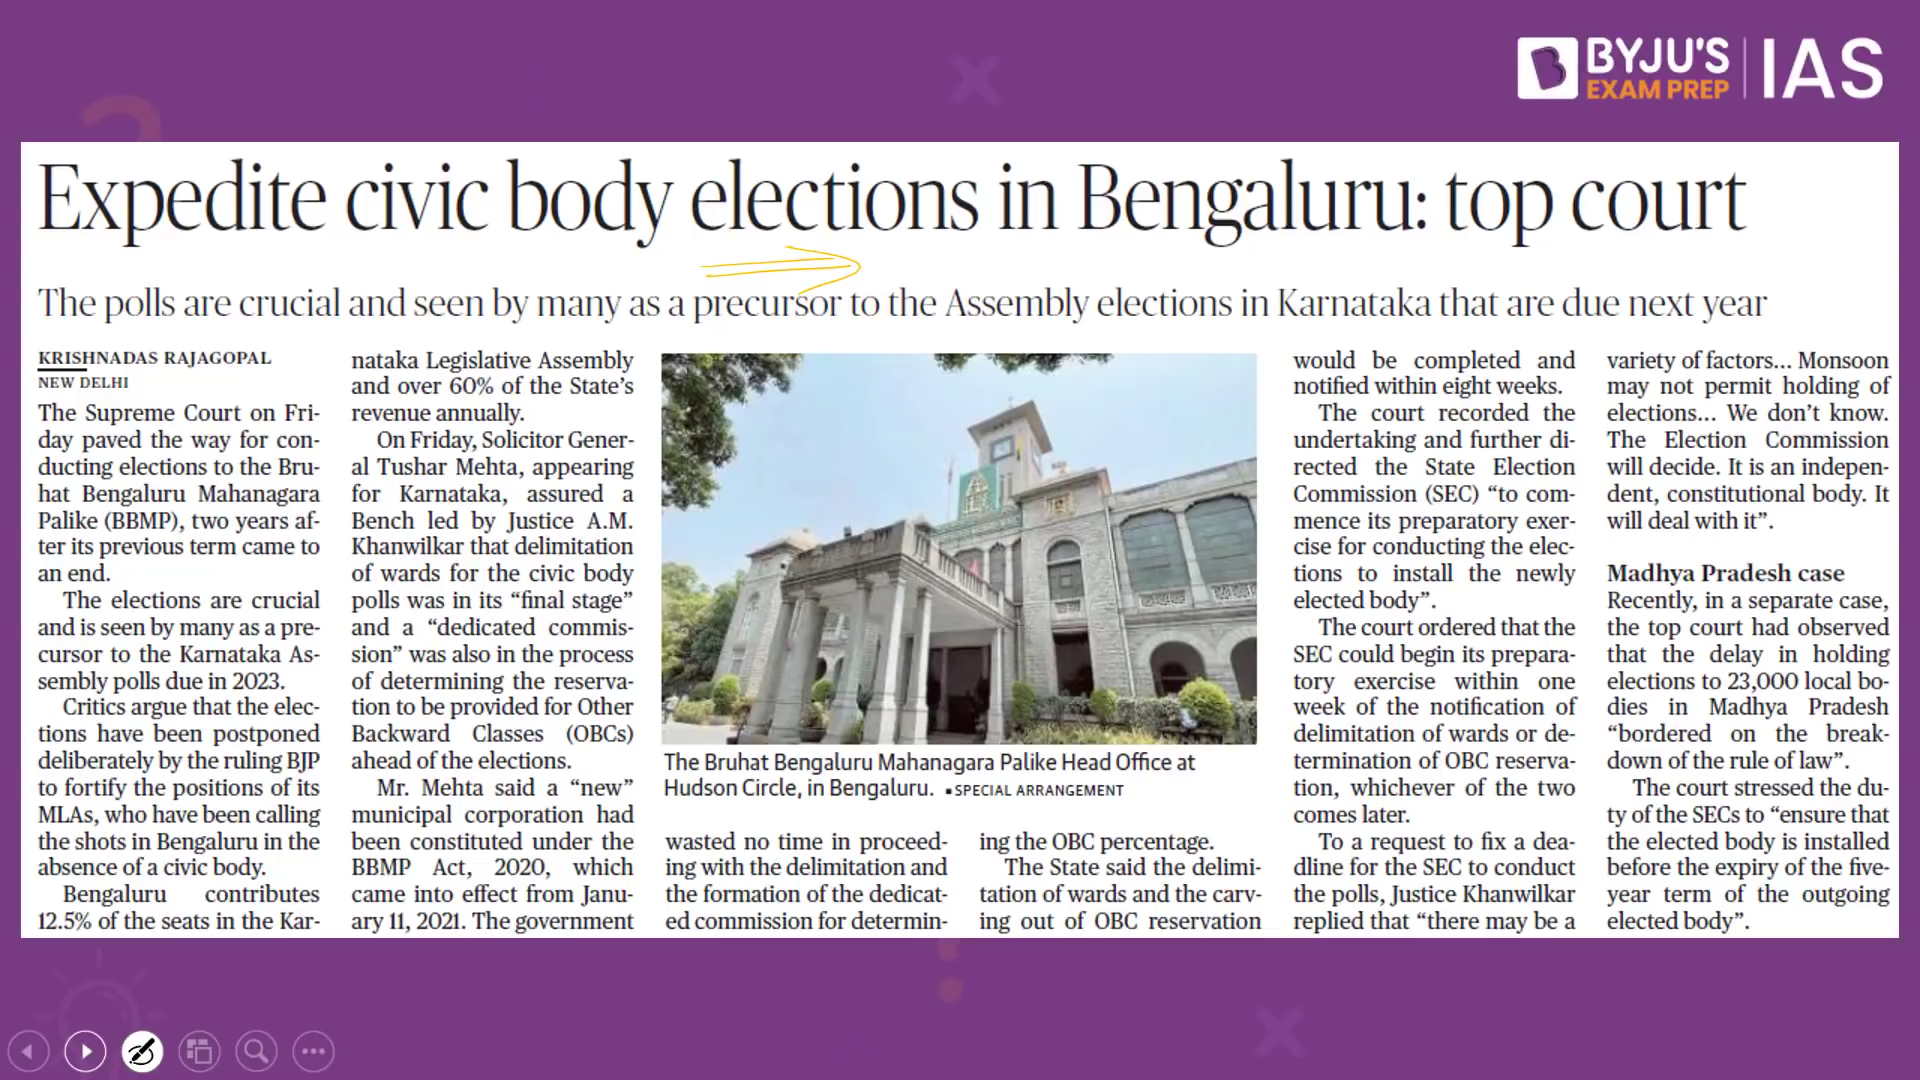 BYJU'S
EXAM PREP
IAS
Expedite civic body elections in Bengaluru: top court
The polls are crucial and seen by many as a precursor to the Assembly elections in Karnataka that are due next year
KRISHNADAS RAJAGOPAL
NEW DELHI
The Supreme Court on Fri-
day paved the way for con-
ducting elections to the Bru-
hat Bengaluru Mahanagara
Palike (BBMP), two years af-
ter its previous term came to
an end.
The elections are crucial
and is seen by many as a pre-
cursor to the Karnataka As-
sembly polls due in 2023.
Critics argue that the elec-
tions have been postponed
deliberately by the ruling BJP
to fortify the positions of its
MLAs, who have been calling
the shots in Bengaluru in the
absence of a civic body.
Bengaluru contributes
12.5% of the seats in the Kar-
nataka Legislative Assembly
and over 60% of the State's
revenue annually.
On Friday, Solicitor Gener-
al Tushar Mehta, appearing
for Karnataka, assured a
Bench led by Justice A.M.
Khanwilkar that delimitation
of wards for the civic body
polls was in its “final stage”
and a “dedicated commis-
sion” was also in the process
of determining the reserva-
tion to be provided for Other
Backward Classes (OBCs)
ahead of the elections.
Mr. Mehta said a “new”
municipal corporation had
been constituted under the
BBMP Act, 2020, which
came into effect from Janu-
ary 11, 2021. The government
The Bruhat Bengaluru Mahanagara Palike Head Office at
Hudson Circle, in Bengaluru. ▪SPECIAL ARRANGEMENT
wasted no time in proceed-
ing with the delimitation and
the formation of the dedicat-
ed commission for determin-
ing the OBC percentage.
The State said the delimi-
tation of wards and the carv-
ing out of OBC reservation
would be completed and
notified within eight weeks.
The court recorded the
undertaking and further di-
rected the State Election
Commission (SEC) “to com-
mence its preparatory exer-
cise for conducting the elec-
tions to install the newly
elected body”.
The court ordered that the
SEC could begin its prepara-
tory exercise within one
week of the notification of
delimitation of wards or de-
termination of OBC reserva-
tion, whichever of the two
comes later.
To a request to fix a dea-
dline for the SEC to conduct
the polls, Justice Khanwilkar
replied that “there may be a
variety of factors... Monsoon
may not permit holding of
elections... We don't know.
The Election Commission
will decide. It is an indepen-
dent, constitutional body. It
will deal with it”.
Madhya Pradesh case
Recently, in a separate case,
the top court had observed
that the delay in holding
elections to 23,000 local bo-
dies in Madhya Pradesh
“bordered on the break-
down of the rule of law”.
The court stressed the du-
ty of the SECs to “ensure that
the elected body is installed
before the expiry of the five-
year term of the outgoing
elected body”.